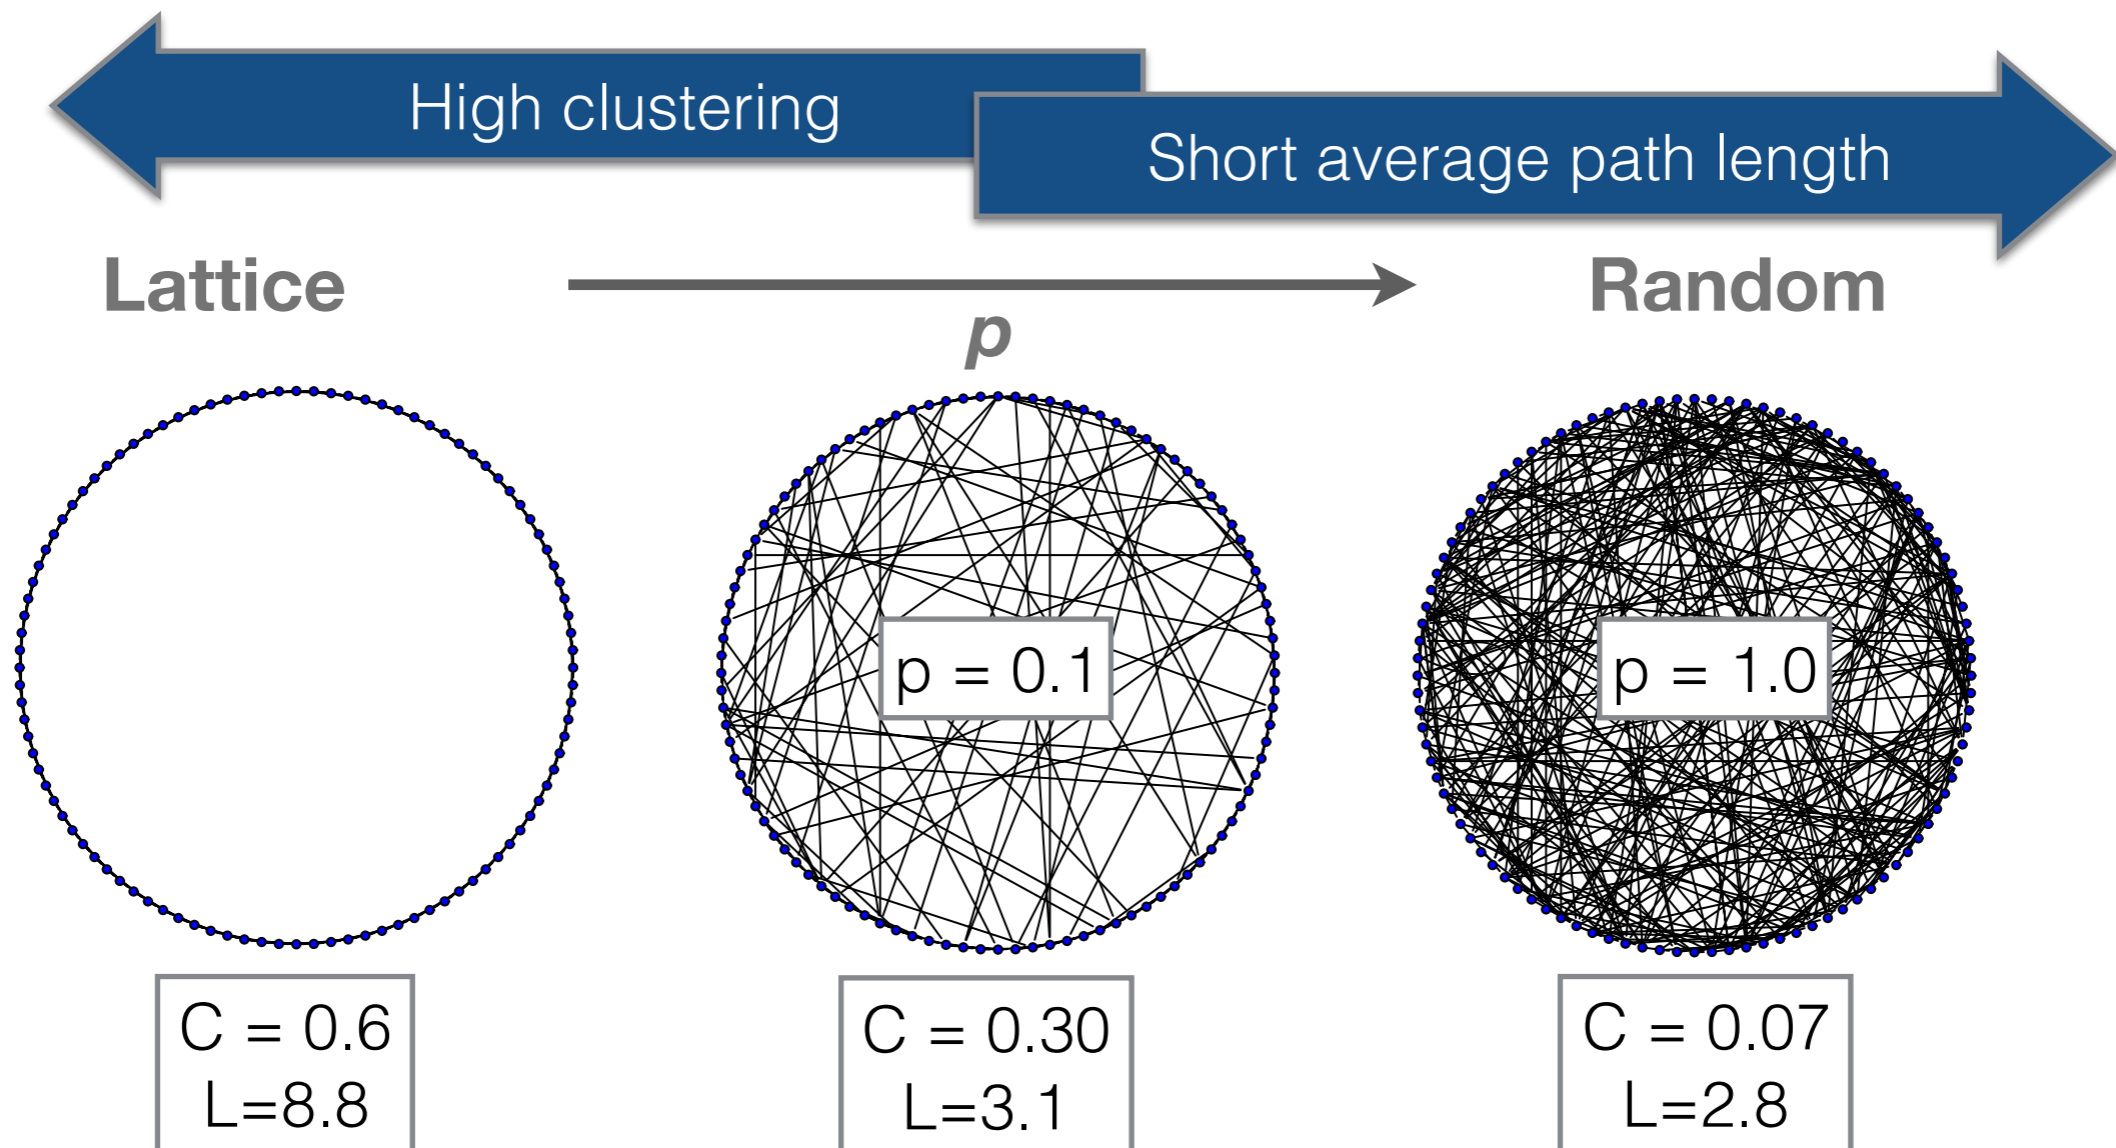 High clustering
Short average path length
Lattice
Random
p
p = 0.1
p = 1.0
C = 0.6
L=8.8
C = 0.30
L=3.1
C = 0.07
L=2.8